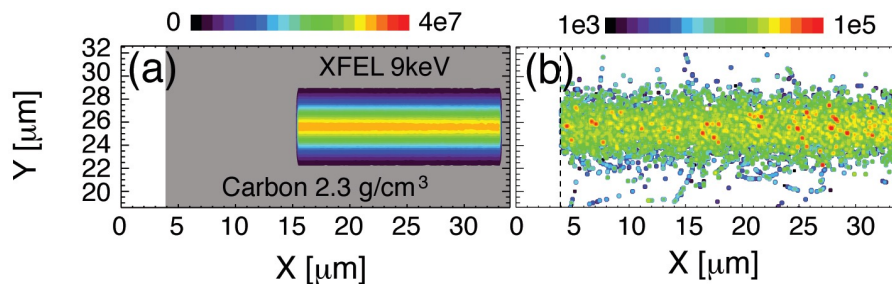 0 4e7 1e3 1e5
(a) XFEL 9keV (b)
Carbon 2.3 g/cm³
Y [μm]
32
30
28
26
24
22
20
0 5 10 15 20 25 30 0 5 10 15 20 25 30
X [μm] X [μm]